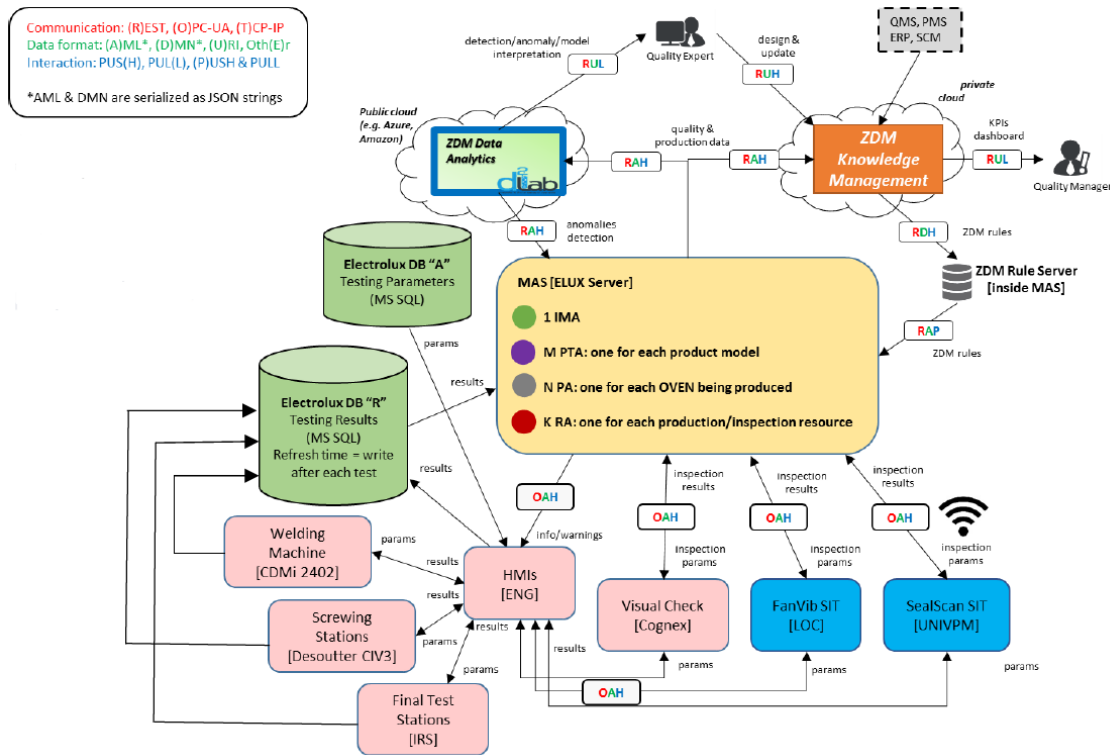 Communication: (R)EST, (O)PC-UA, (T)CP-IP
Data format: (A)ML*, (D)MN*, (U)RI, Oth(E)r
Interaction: PUS(H), PUL(L), (P)USH & PULL
*AML & DMN are serialized as JSON strings
detection/anomaly/model
interpretation
RUL
Quality Expert
design &
update
RUH
QMS, PMS
ERP, SCM
Public cloud
(e.g. Azure,
Amazon)
private
cloud
ZDM Data
Analytics
dLab
quality &
production data
RAH
RAH
ZDM
Knowledge
Management
KPIs
dashboard
RUL
Quality Manager
RAH
anomalies
detection
RDH
ZDM rules
Electrolux DB "A"
Testing Parameters
(MS SQL)
ZDM Rule Server
[inside MAS]
RAP
ZDM rules
MAS [ELUX Server]
1 IMA
M PTA: one for each product model
N PA: one for each OVEN being produced
K RA: one for each production/Inspection resource
params
results
Electrolux DB "R"
Testing Results
(MS SQL)
Refresh time = write
after each test
results
OAH
info/warnings
inspection
results
OAH
inspection
params
inspection
results
OAH
inspection
params
inspection
results
OAH
inspection
params
Welding
Machine
[CDMi 2402]
params
results
HMIs
[ENG]
Visual Check
[Cognex]
FanVib SIT
[LOC]
SealScan SIT
[UNIVPM]
Screwing
Stations
[Desoutter CIV3]
results
params
results
params
results
params
params
params
OAH
Final Test
Stations
[IRS]